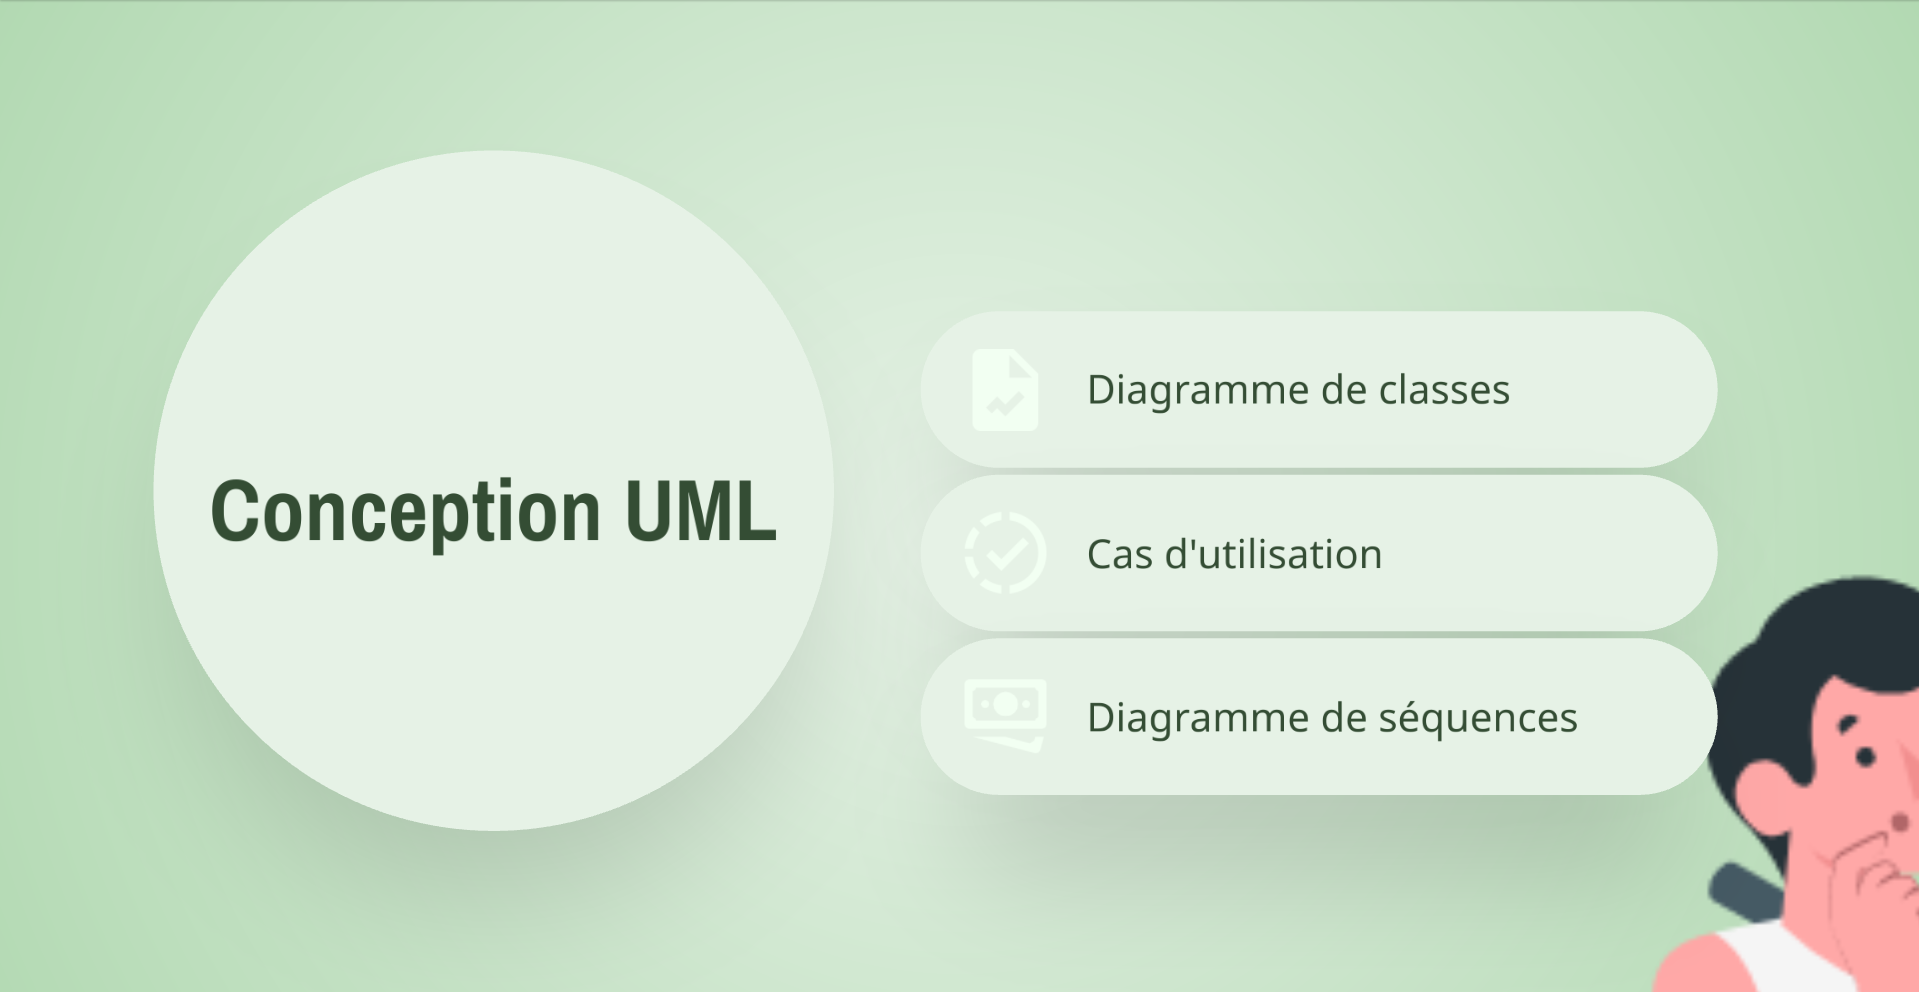 Conception UML
Diagramme de classes
Cas d'utilisation
Diagramme de séquences